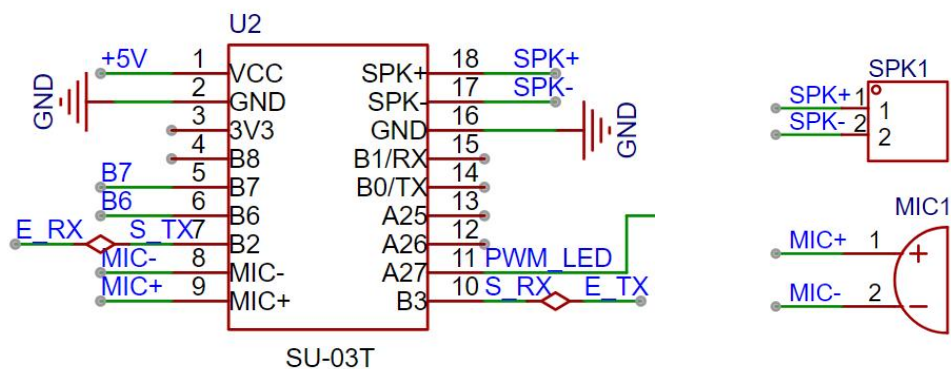 U2
+5V 1 VCC SPK+ 18 SPK+
GND 2 GND SPK- 17 SPK-
3 3V3 GND 16 GND
4 B8 B1/RX 15
B7 5 B7 B0/TX 14
B6 6 B6 A25 13
E_RX S_TX 7 B2 A26 12
MIC- 8 MIC- A27 11 PWM_LED
MIC+ 9 MIC+ B3 10 S_RX E_TX
SU-03T
SPK1
SPK+ 1 1
SPK- 2 2
MIC1
MIC+ 1 +
MIC- 2 −